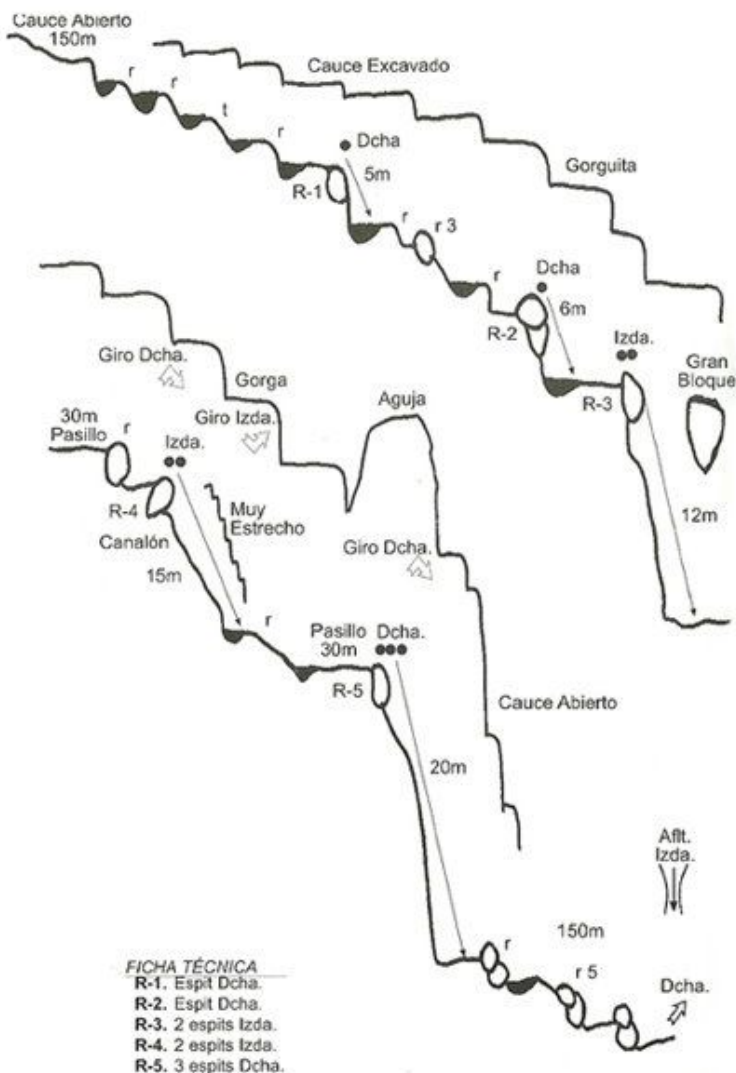 Cauce Abierto
150m
r
r
t
r
Cauce Excavado
Dcha
5m
R-1
r
r 3
r
Gorguita
Dcha
6m
R-2
Izda.
R-3
Gran
Bloque
12m
Giro Dcha.
Gorga
Giro Izda.
Aguja
30m
Pasillo
r
Izda.
R-4
Canalón
15m
Muy
Estrecho
r
Giro Dcha.
Pasillo
30m
Dcha.
R-5
Cauce Abierto
20m
Aflt.
Izda.
150m
r
r 5
Dcha.
FICHA TÉCNICA
R-1. Espit Dcha.
R-2. Espit Dcha.
R-3. 2 espits Izda.
R-4. 2 espits Izda.
R-5. 3 espits Dcha.